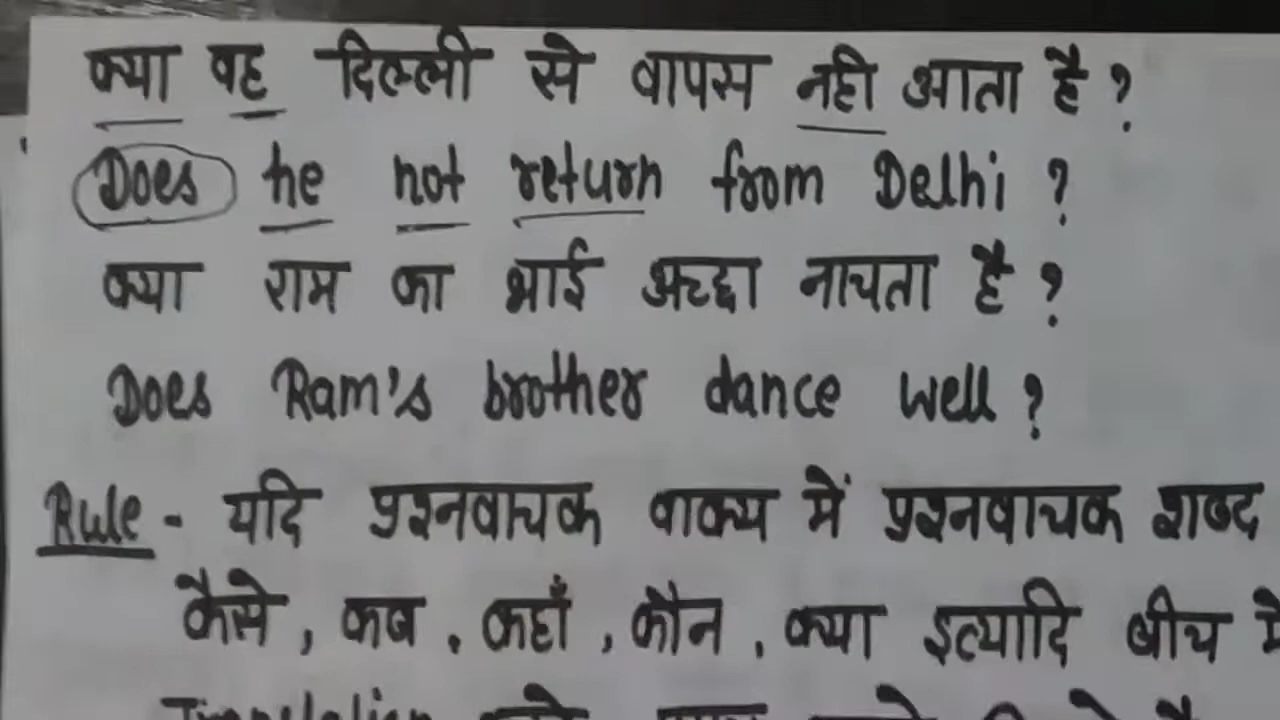 क्या वह दिल्ली से वापस नही आता है ?
Does he not return from Delhi ?
क्या राम का भाई अच्छा नाचता है ?
Does Ram's brother dance well ?
Rule - यदि प्रश्नवाचक वाक्य में प्रश्नवाचक शब्द
कैसे , कब , कहाँ , कौन , क्या इत्यादि बीच मे
Translation